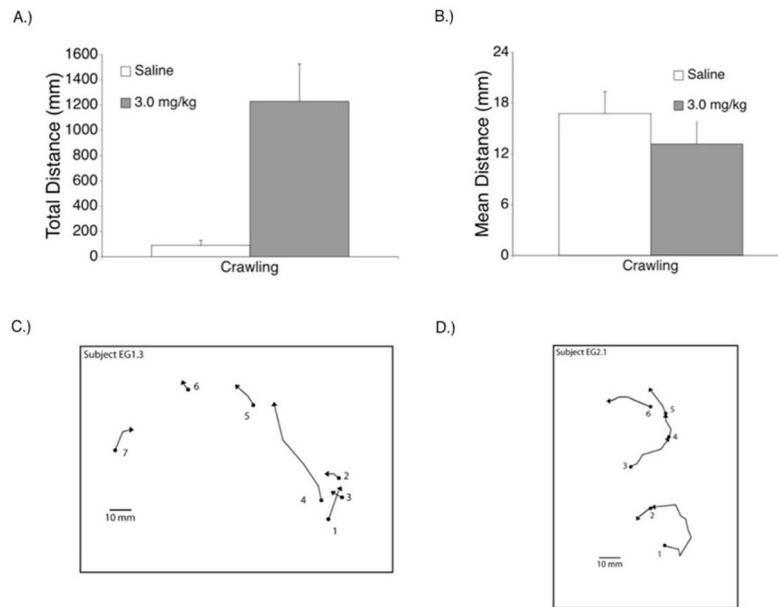 A.)
Total Distance (mm)
1600
1400
1200
1000
800
600
400
200
0
Saline
3.0 mg/kg
Crawling
B.)
Mean Distance (mm)
24
18
12
6
0
Saline
3.0 mg/kg
Crawling
C.)
Subject EG1.3
6
5
7
2
3
4
1
10 mm
D.)
Subject EG2.1
5
6
4
3
2
1
10 mm